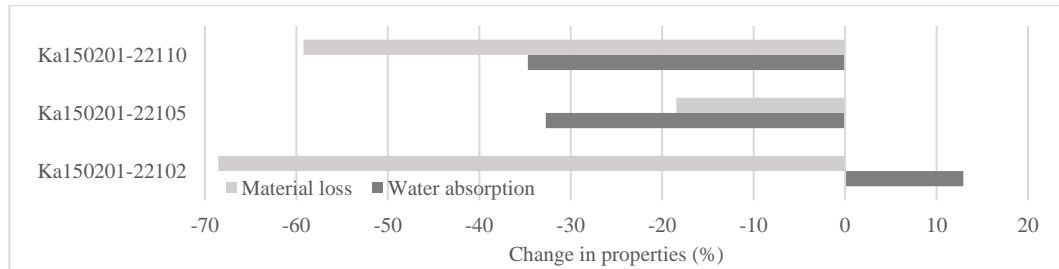 Ka150201-22110
Ka150201-22105
Ka150201-22102
Material loss Water absorption
-70 -60 -50 -40 -30 -20 -10 0 10 20
Change in properties (%)